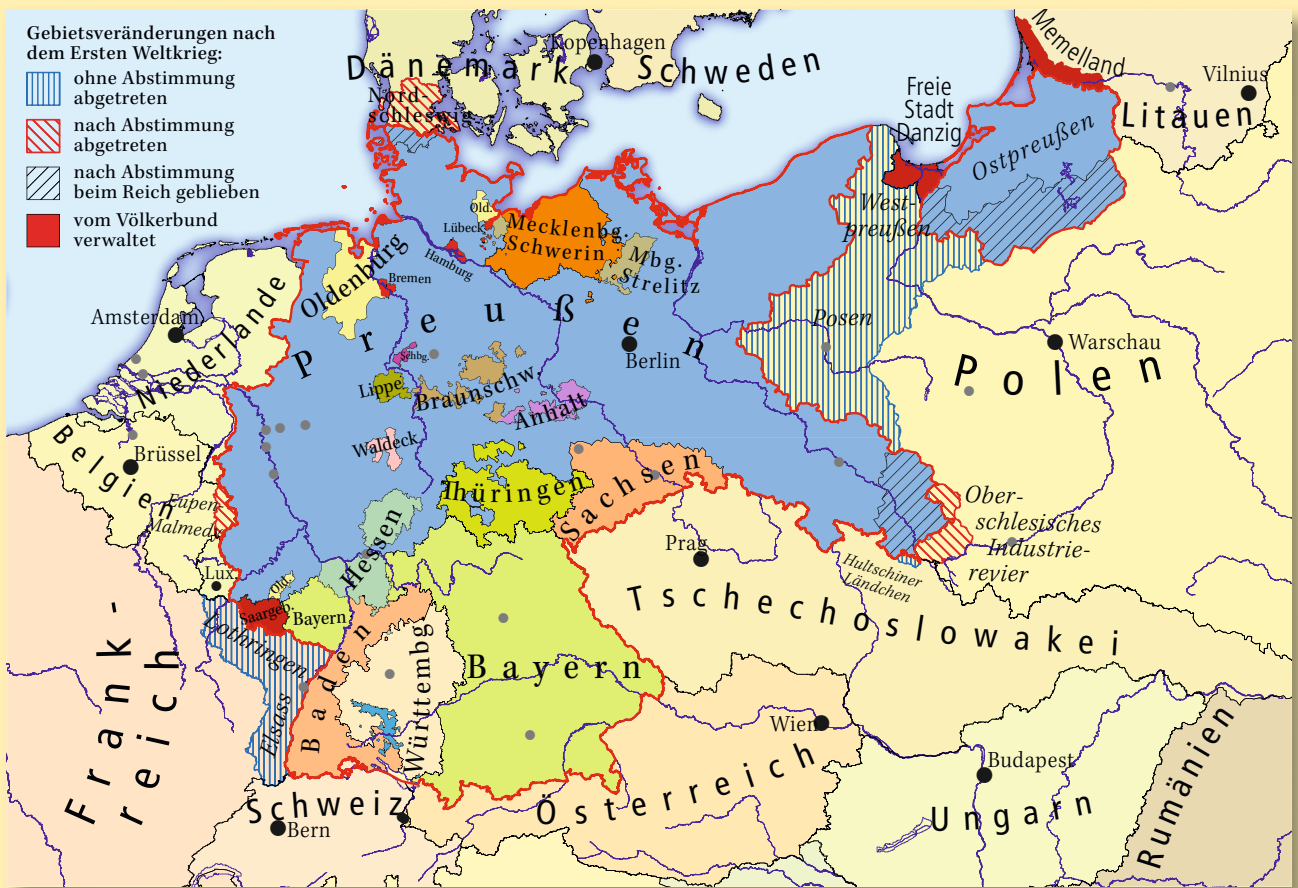 Gebietsveränderungen nach
dem Ersten Weltkrieg:
ohne Abstimmung
abgetreten
nach Abstimmung
abgetreten
nach Abstimmung
beim Reich geblieben
vom Völkerbund
verwaltet
Dänemark
Kopenhagen
Schweden
Nord-
schleswig
Memelland
Vilnius
Litauen
Freie
Stadt
Danzig
Ostpreußen
West-
preußen
Old.
Lübeck
Hamburg
Mecklenbg.
Schwerin
Mbg.
Strelitz
Oldenburg
Bremen
Amsterdam
Niederlande
Preußen
Berlin
Posen
Warschau
Polen
Schbg.
Lippe
Braunschw.
Anhalt
Waldeck
Belgien
Brüssel
Eupen-
Malmedy
Thüringen
Sachsen
Hessen
Ober-
schlesisches
Industrie-
revier
Prag
Hultschiner
Ländchen
Tschechoslowakei
Lux.
Old.
Saargeb.
Bayern
Lothringen
Elsass
Baden
Württembg.
Bayern
Frank-
reich
Wien
Österreich
Schweiz
Bern
Budapest
Ungarn
Rumänien